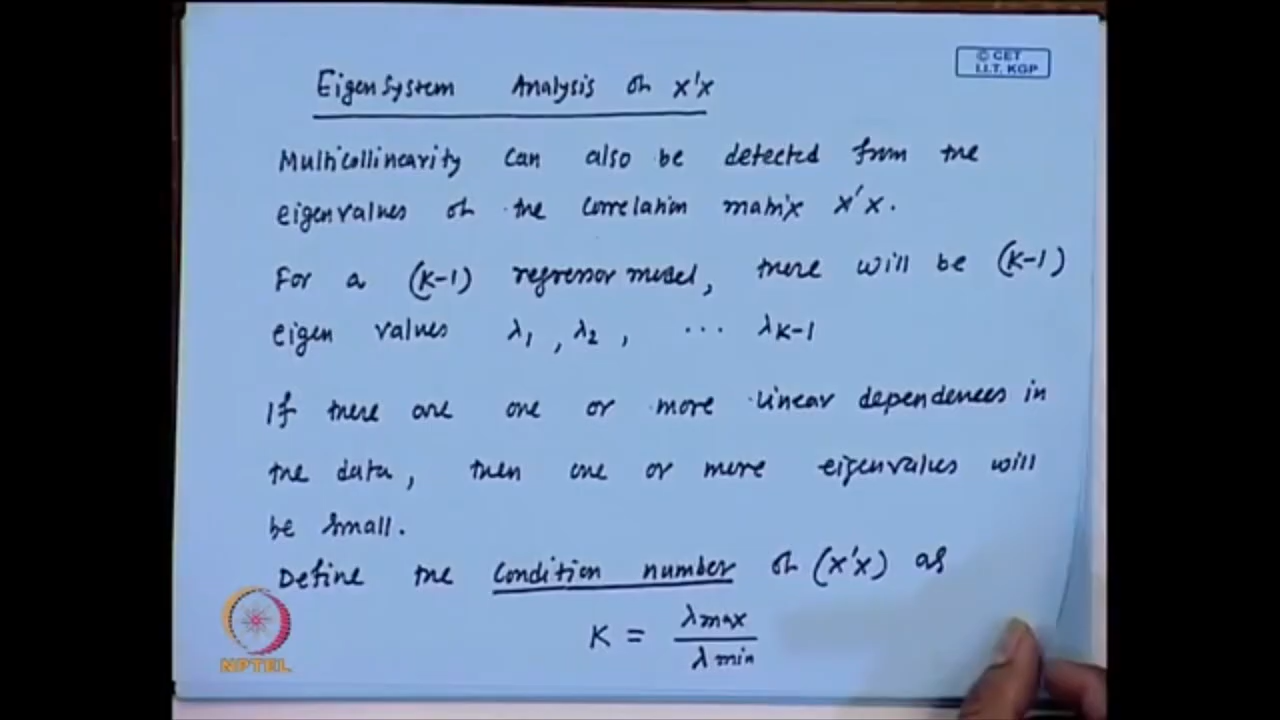 © CET
I.I.T. KGP
EigenSystem Analysis of X'X
Multicollinearity can also be detected from the
eigenvalues of the correlation matrix X'X.
For a (K-1) regressor model, there will be (K-1)
eigen values λ1, λ2, ... λK-1
If there are one or more linear dependences in
the data, then one or more eigenvalues will
be small.
Define the condition number of (X'X) as
K = λmax / λmin
NPTEL